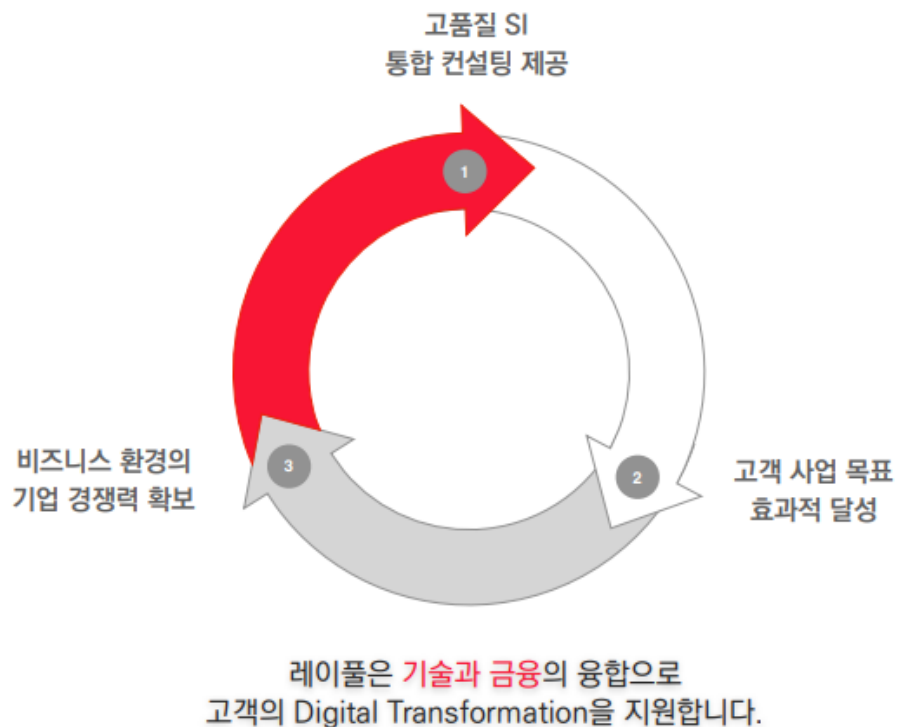 고품질 SI
통합 컨설팅 제공
1
2
3
고객 사업 목표
효과적 달성
비즈니스 환경의
기업 경쟁력 확보
레이풀은 기술과 금융의 융합으로
고객의 Digital Transformation을 지원합니다.